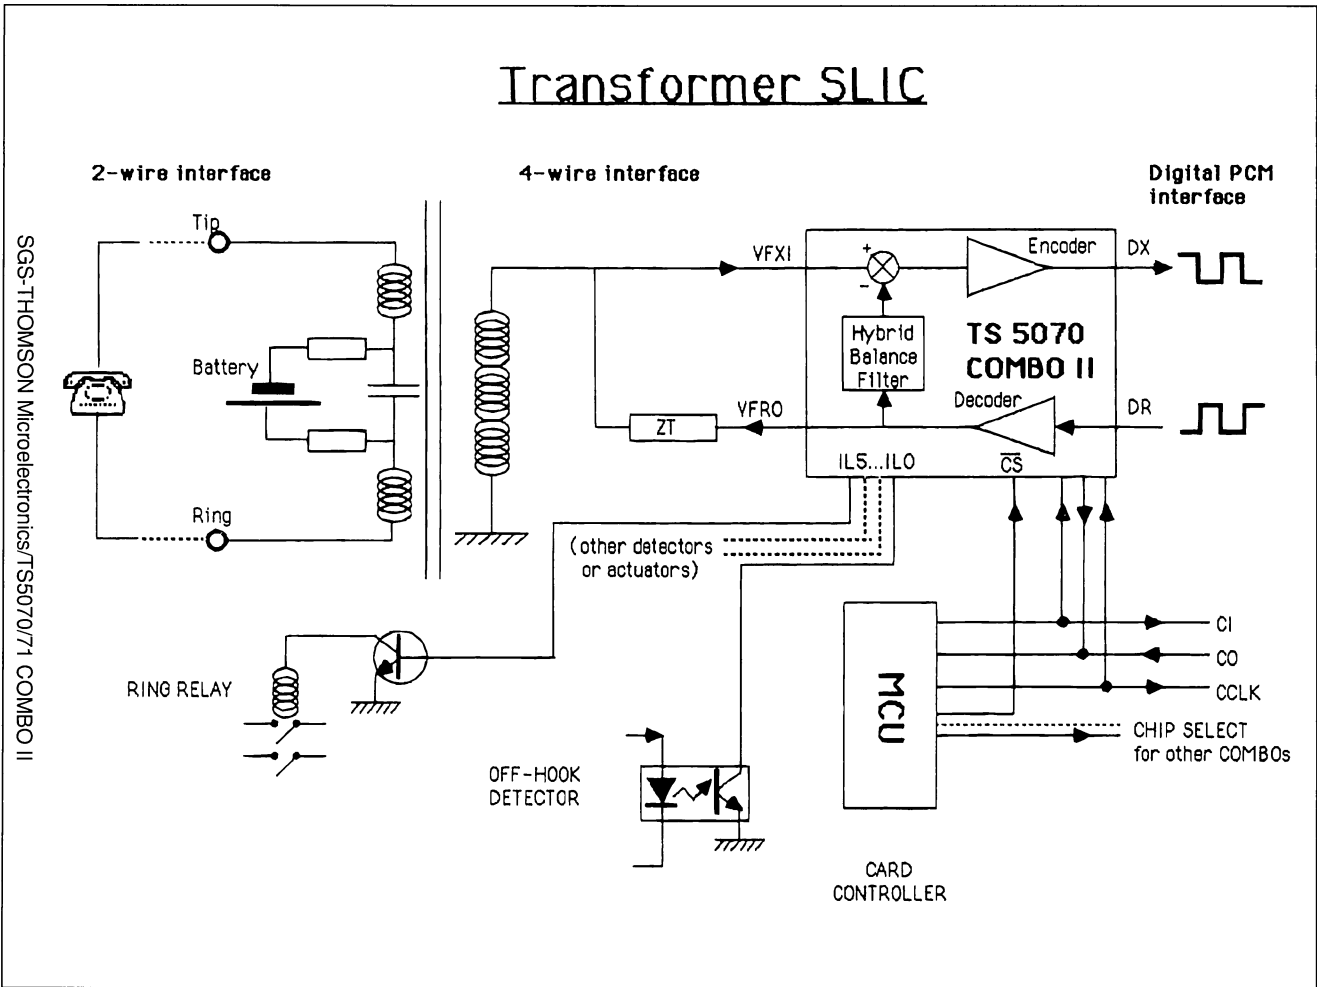 Transformer SLIC
2-wire interface
4-wire interface
Digital PCM
interface
SGS-THOMSON Microelectronics/TS5070/71 COMBO II
Tip
Battery
Ring
VFXI
+
-
Encoder
DX
Hybrid
Balance
Filter
TS 5070
COMBO II
Decoder
DR
VFRO
ZT
IL5...IL0
CS
(other detectors
or actuators)
RING RELAY
OFF-HOOK
DETECTOR
MCU
CI
CO
CCLK
CHIP SELECT
for other COMBOs
CARD
CONTROLLER